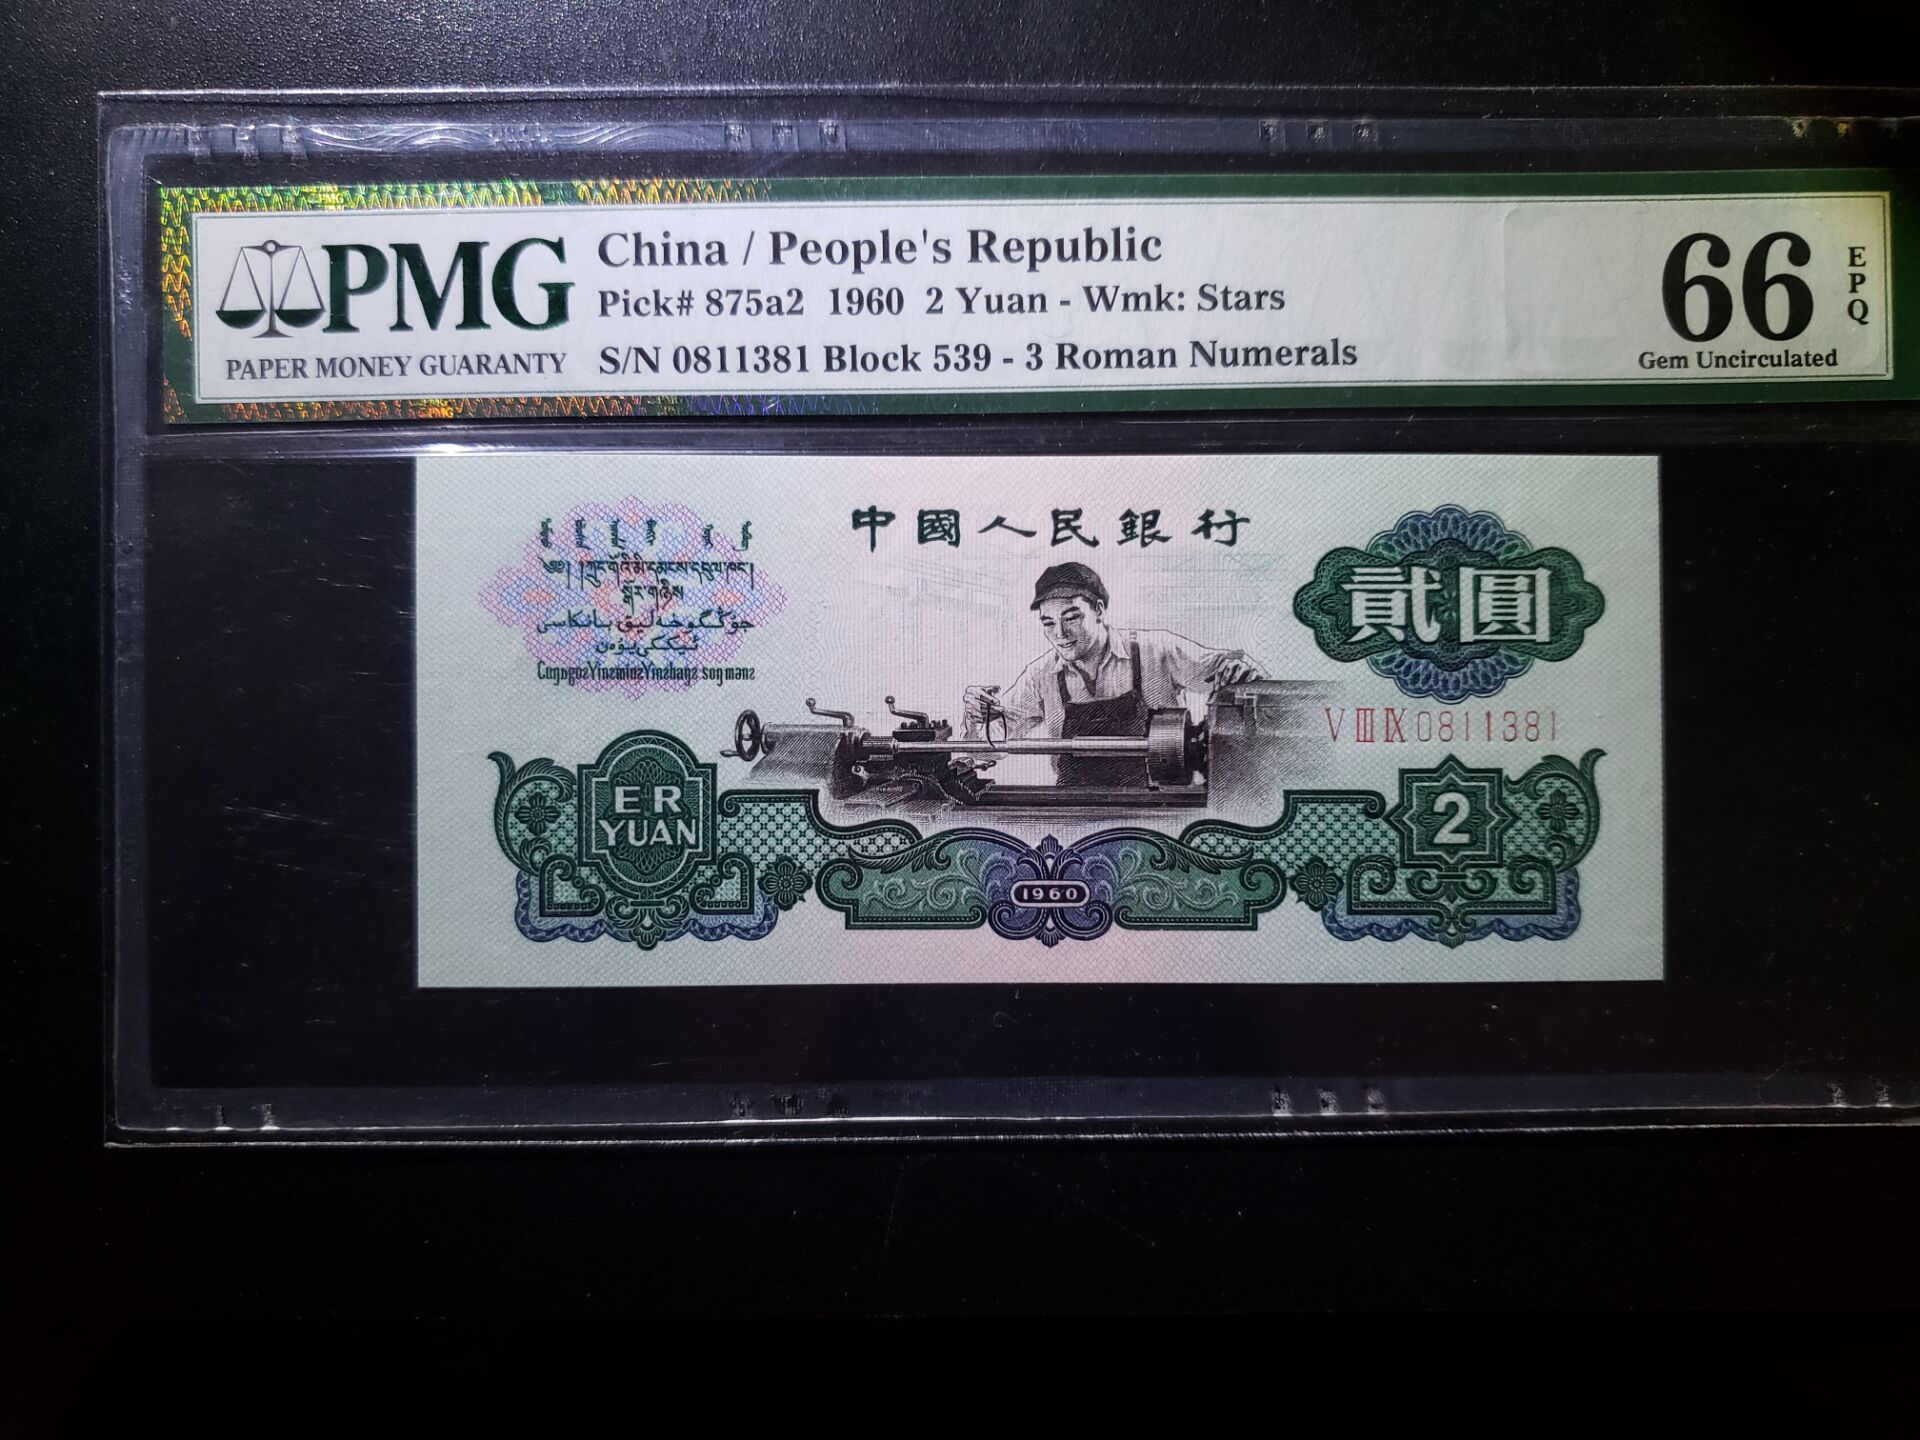 PMG
PAPER MONEY GUARANTY
China / People's Republic
Pick# 875a2 1960 2 Yuan - Wmk: Stars
S/N 0811381 Block 539 - 3 Roman Numerals
66
EPQ
Gem Uncirculated
中國人民銀行
貳圓
VⅢⅨ0811381
ER
YUAN
2
1960